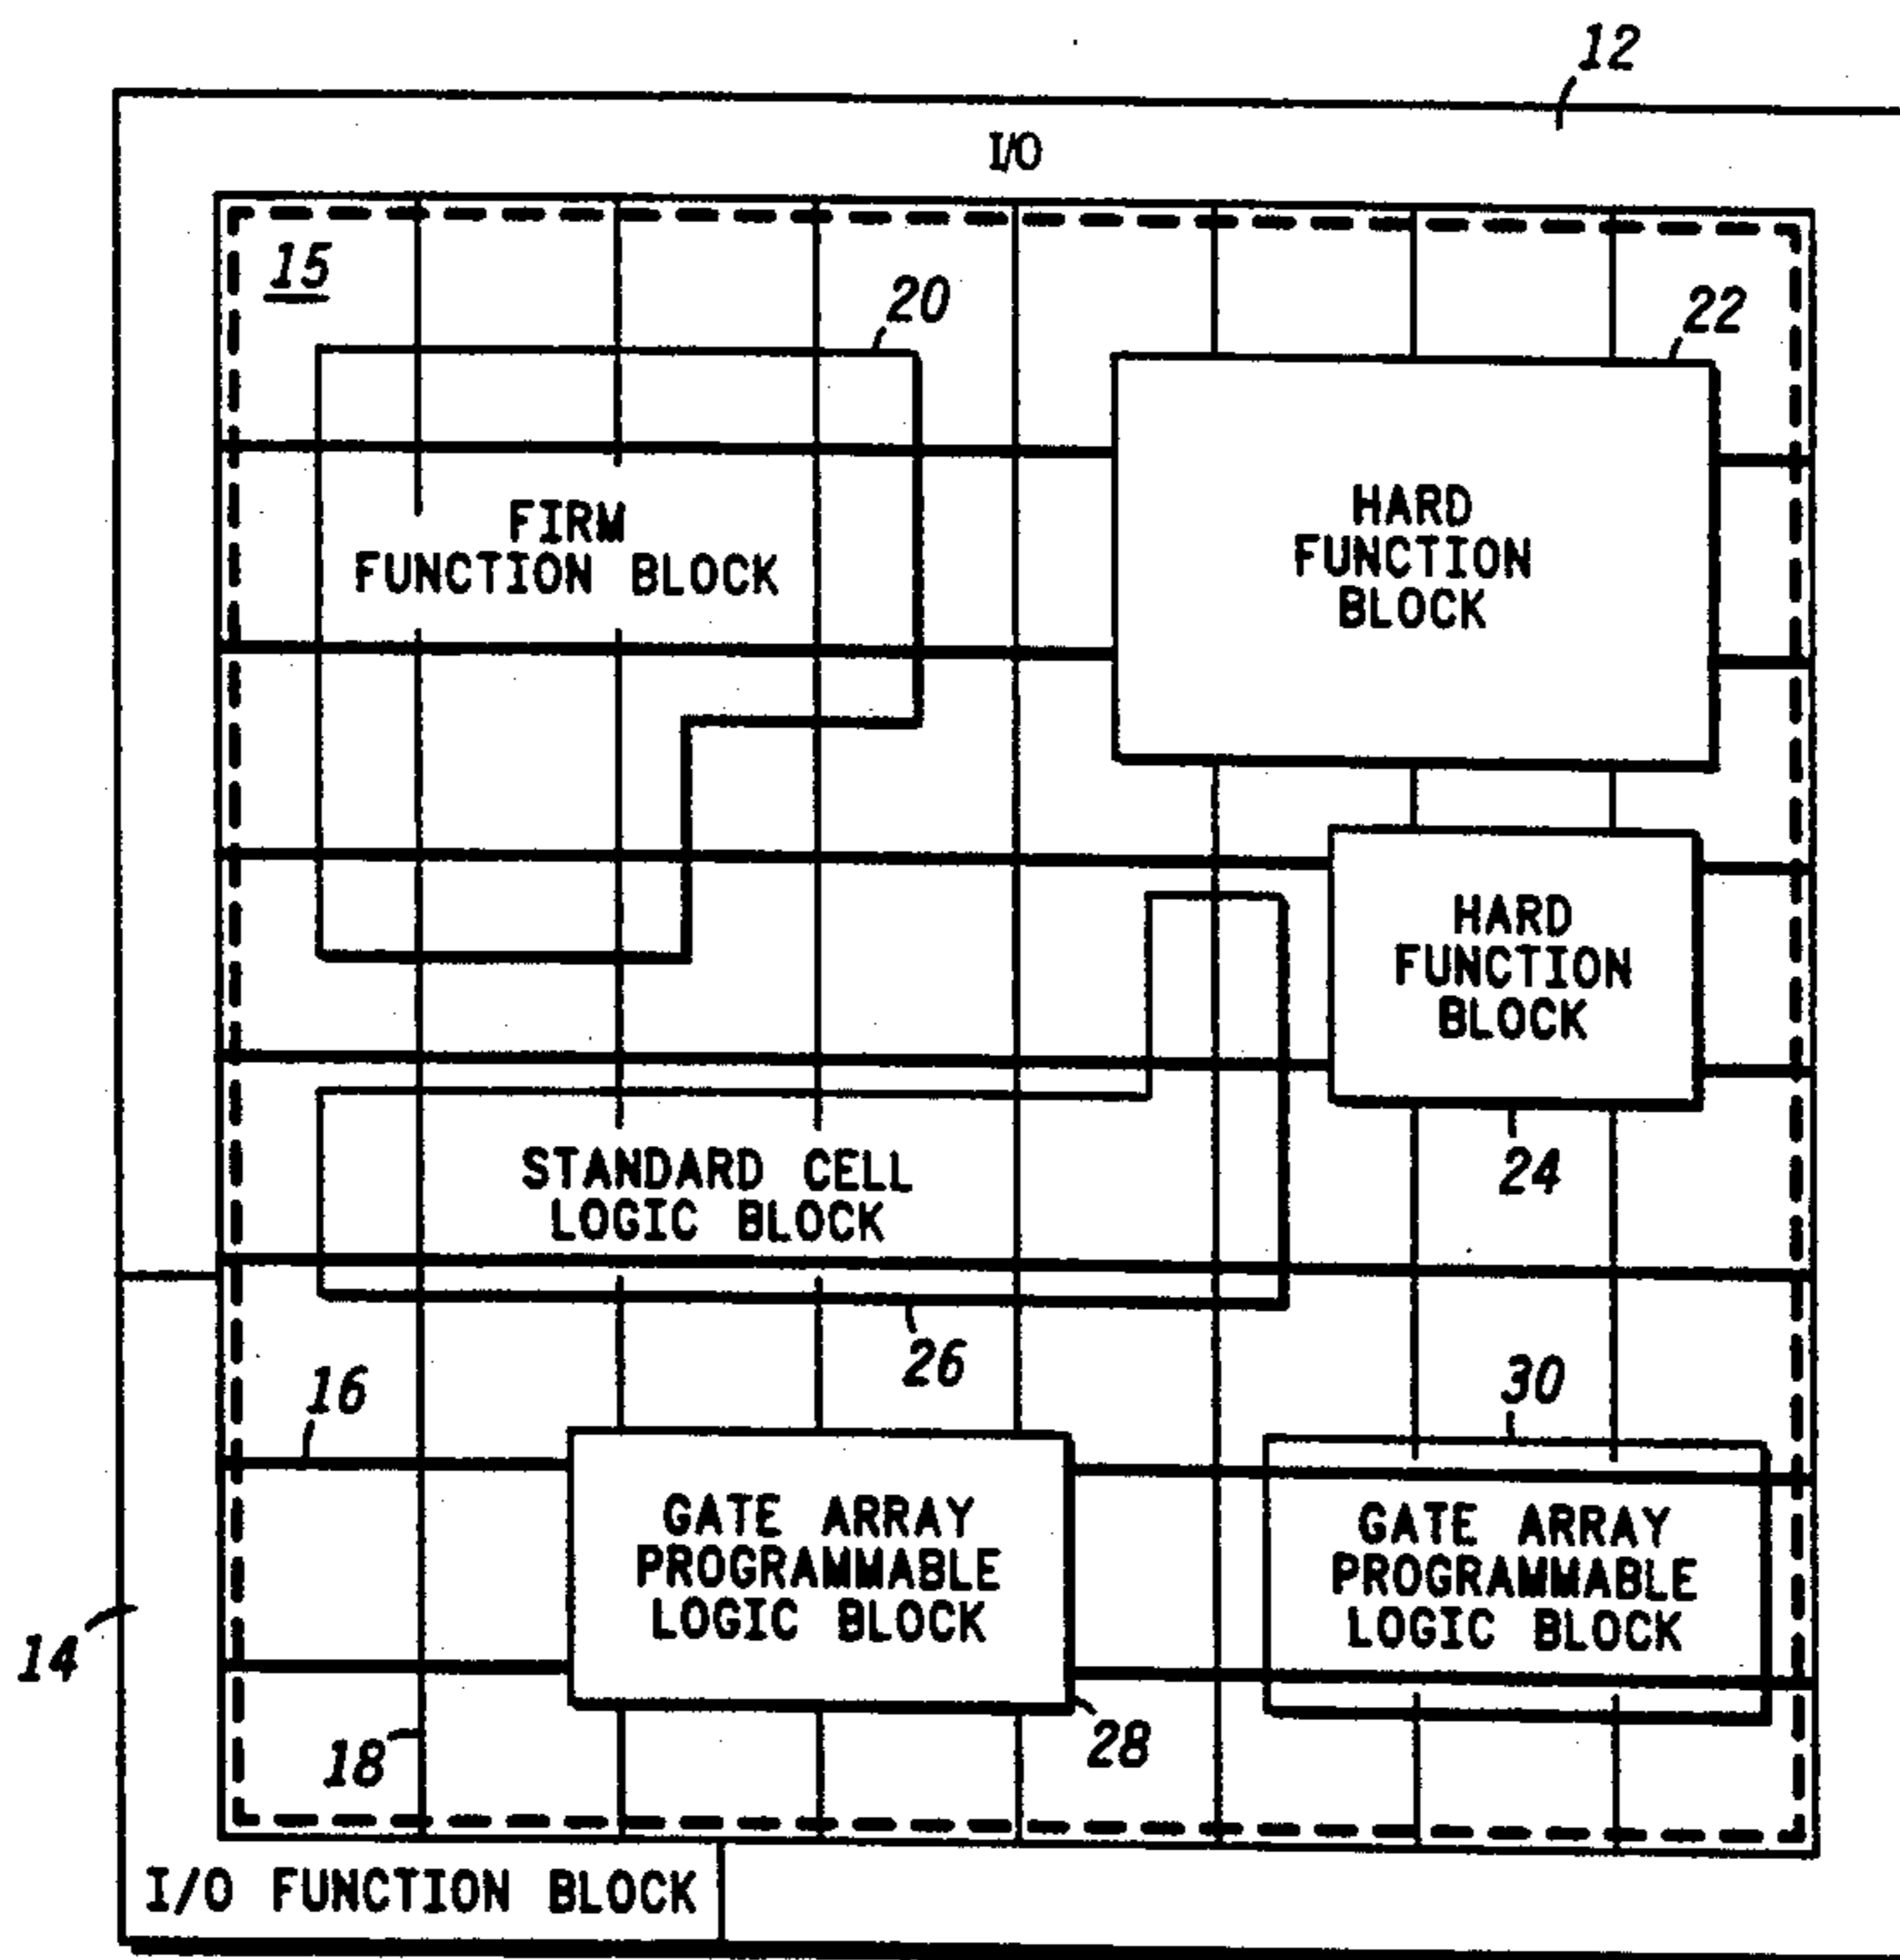 12
I/O
15
20
22
FIRM
FUNCTION BLOCK
HARD
FUNCTION
BLOCK
HARD
FUNCTION
BLOCK
24
STANDARD CELL
LOGIC BLOCK
26
16
30
GATE ARRAY
PROGRAMMABLE
LOGIC BLOCK
GATE ARRAY
PROGRAMMABLE
LOGIC BLOCK
14
18
28
I/O FUNCTION BLOCK